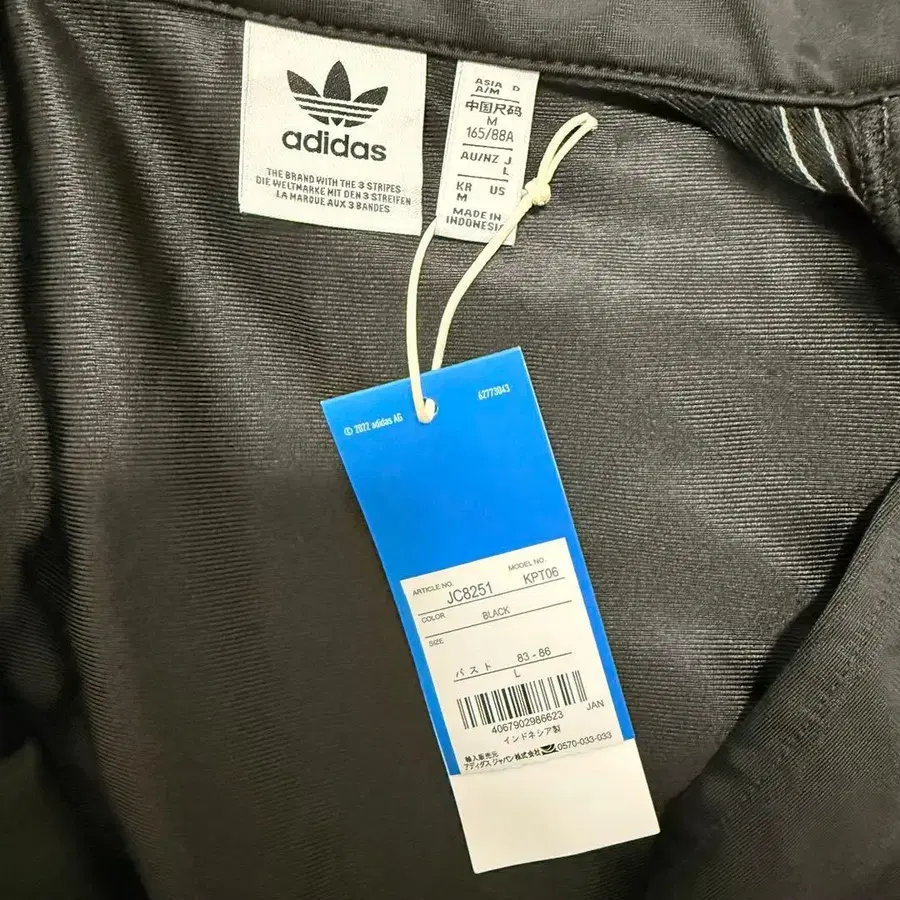 adidas
THE BRAND WITH THE 3 STRIPES
DIE WELTMARKE MIT DEN 3 STREIFEN
LA MARQUE AUX 3 BANDES
ASIA D
A/M
中国尺码
M
165/88A
AU/NZ J
L
KR US
M
MADE IN
INDONESIA
© 2022 adidas AG
62773043
ARTICLE NO. JC8251 MODEL NO. KPT06
COLOR BLACK
SIZE
バスト 83-86
L
4067902986623 JAN
インドネシア製
輸入販売元
アディダスジャパン株式会社 0570-033-033